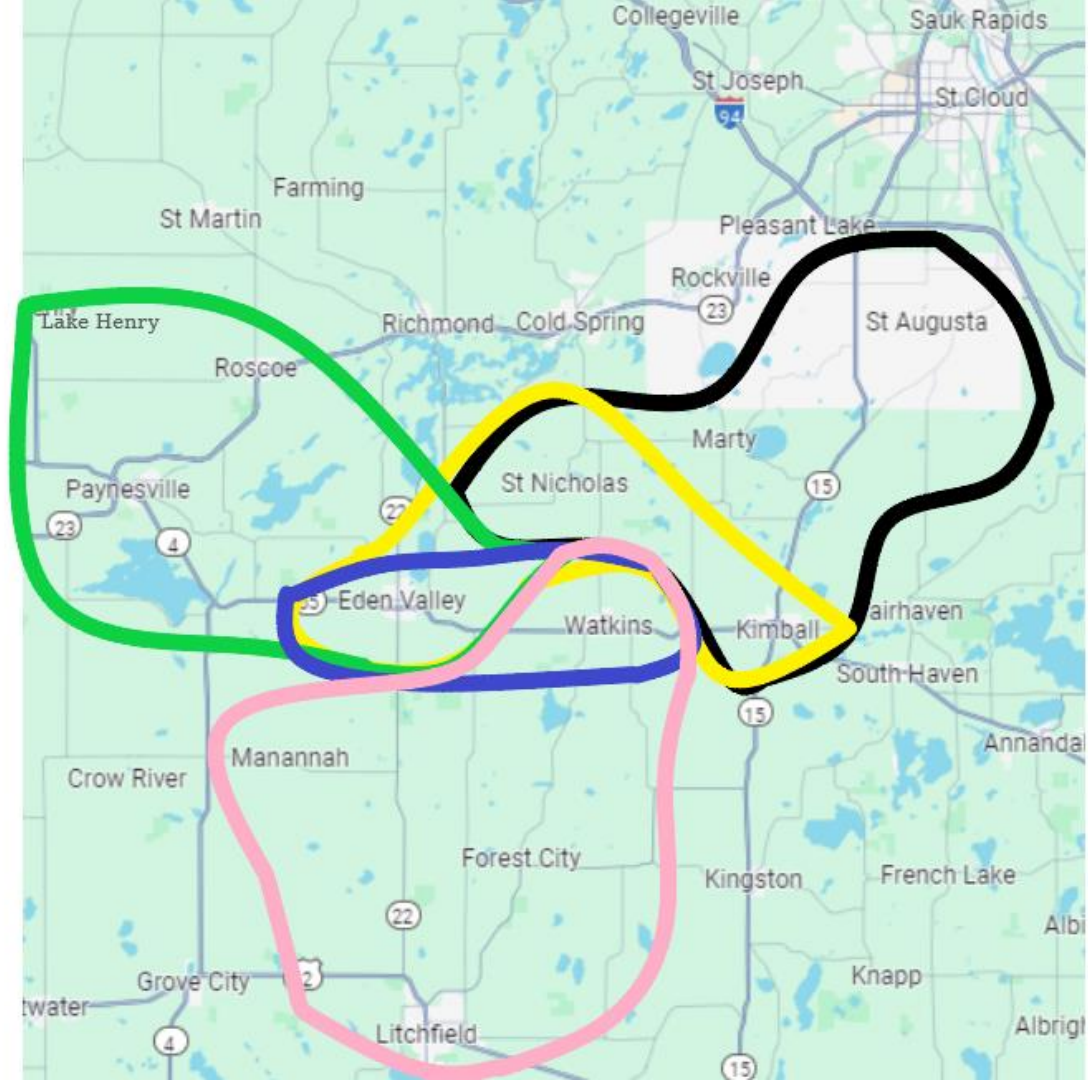 Collegeville
Sauk Rapids
St Joseph
94
St Cloud
Farming
St Martin
Pleasant Lake
Rockville
23
Lake Henry
Richmond
Cold Spring
St Augusta
Roscoe
Marty
St Nicholas
15
Paynesville
22
23
4
Eden Valley
Watkins
Kimball
airhaven
South Haven
15
Annandal
Manannah
Crow River
Forest City
Kingston
French Lake
22
Albi
Grove City
2
Knapp
twater
Litchfield
Albrigh
4
15